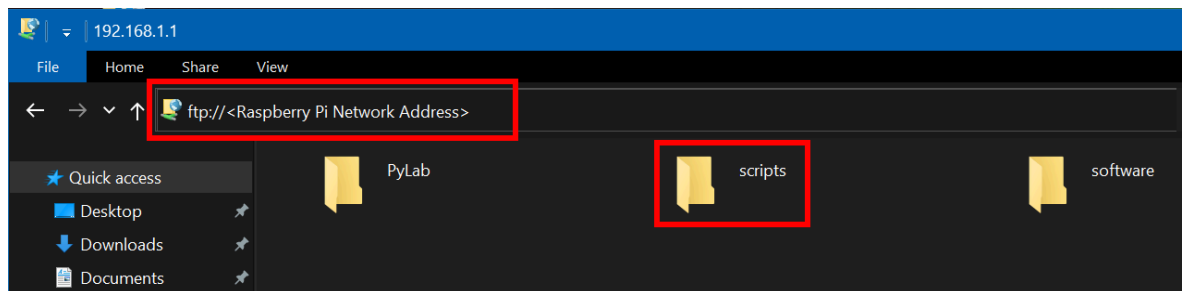 192.168.1.1
File Home Share View
ftp://<Raspberry Pi Network Address>
Quick access
Desktop
Downloads
Documents
PyLab
scripts
software